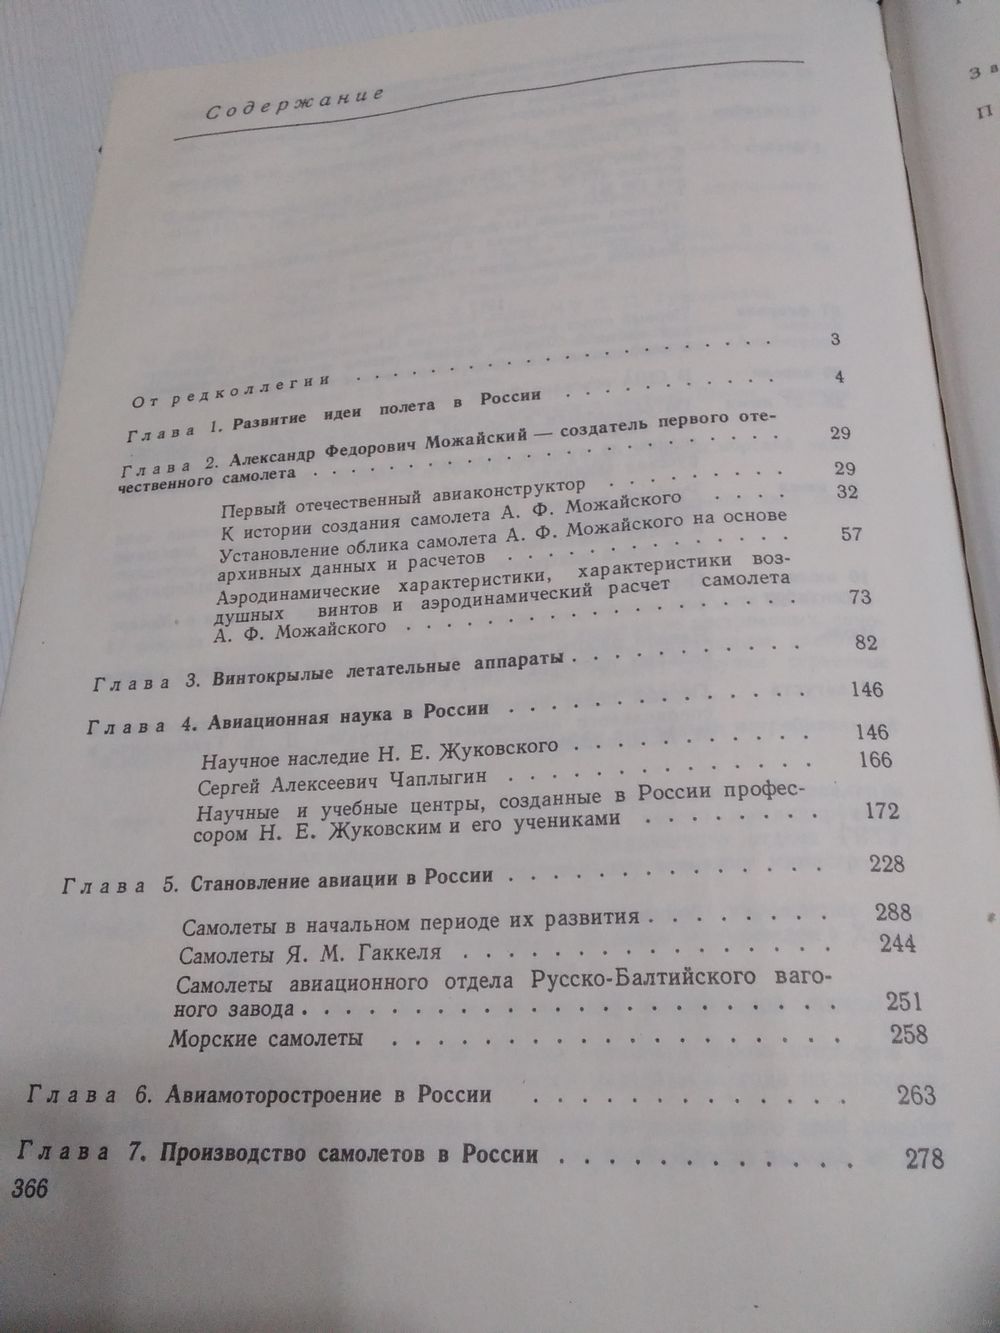 Содержание
От редколлегии . . . . . . . . . . . . . . . . . . . . 3
Глава 1. Развитие идеи полета в России . . . . . . . . . 4
Глава 2. Александр Федорович Можайский — создатель первого оте-
чественного самолета . . . . . . . . . . . . . . . . . 29
Первый отечественный авиаконструктор . . . . . . . . 29
К истории создания самолета А. Ф. Можайского . . . . 32
Установление облика самолета А. Ф. Можайского на основе
архивных данных и расчетов . . . . . . . . . . . . . 57
Аэродинамические характеристики, характеристики воз-
душных винтов и аэродинамический расчет самолета
А. Ф. Можайского . . . . . . . . . . . . . . . . . 73
Глава 3. Винтокрылые летательные аппараты . . . . . . . . . . 82
Глава 4. Авиационная наука в России . . . . . . . . . . . . . 146
Научное наследие Н. Е. Жуковского . . . . . . . . . . . 146
Сергей Алексеевич Чаплыгин . . . . . . . . . . . . . 166
Научные и учебные центры, созданные в России профес-
сором Н. Е. Жуковским и его учениками . . . . . . . . 172
Глава 5. Становление авиации в России . . . . . . . . . . . . 228
Самолеты в начальном периоде их развития . . . . . . . . 288
Самолеты Я. М. Гаккеля . . . . . . . . . . . . . . 244
Самолеты авиационного отдела Русско-Балтийского ваго-
ного завода . . . . . . . . . . . . . . . . . . . . 251
Морские самолеты . . . . . . . . . . . . . . . . . 258
Глава 6. Авиамоторостроение в России . . . . . . . . . . . . . 263
Глава 7. Производство самолетов в России . . . . . . . . . . . . 278
366